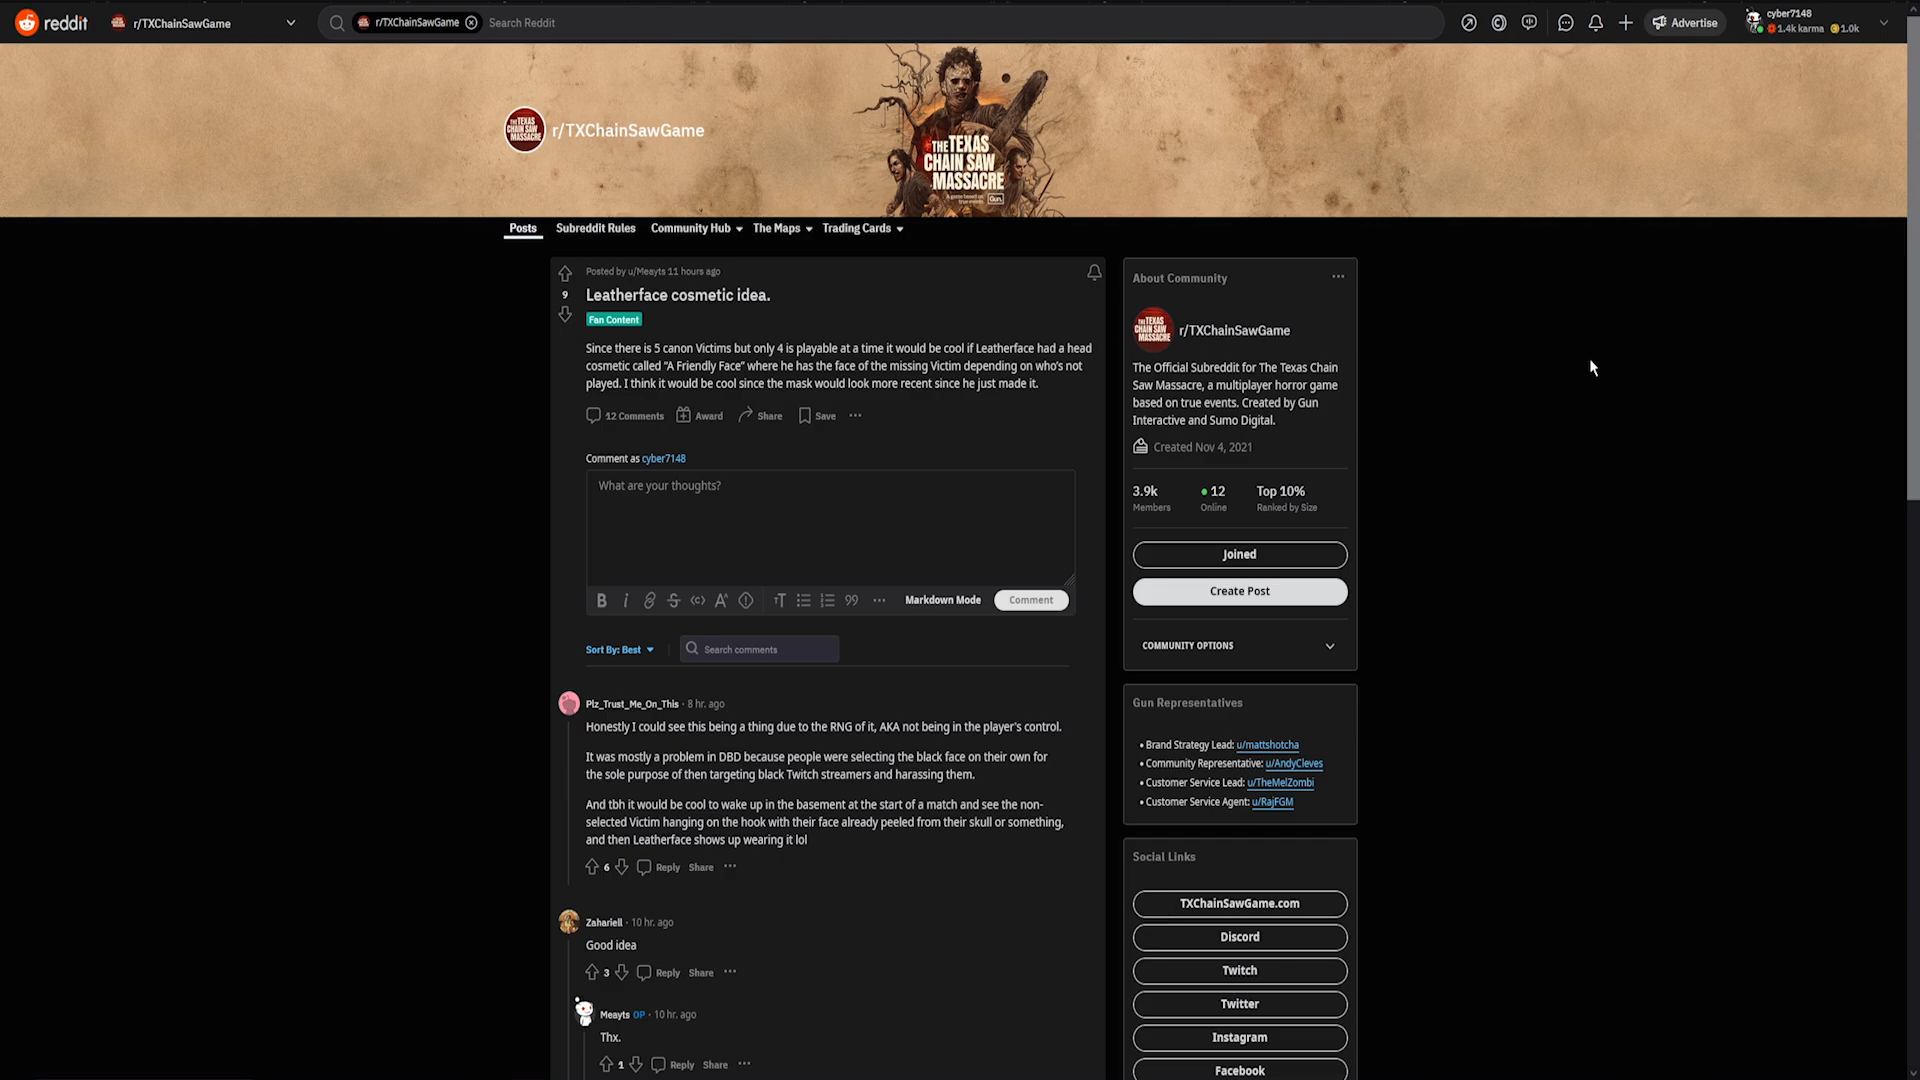 reddit
r/TXChainSawGame
r/TXChainSawGame
Search Reddit
Advertise
cyber7148
1.4k karma
1.0k
THE TEXAS
CHAIN SAW
MASSACRE
r/TXChainSawGame
THE TEXAS
CHAIN SAW
MASSACRE
A game based on
true events.
Gun.
Posts
Subreddit Rules
Community Hub
The Maps
Trading Cards
Posted by u/Meayts 11 hours ago
9
Leatherface cosmetic idea.
Fan Content
Since there is 5 canon Victims but only 4 is playable at a time it would be cool if Leatherface had a head
cosmetic called “A Friendly Face” where he has the face of the missing Victim depending on who’s not
played. I think it would be cool since the mask would look more recent since he just made it.
12 Comments
Award
Share
Save
Comment as cyber7148
What are your thoughts?
Markdown Mode
Comment
Sort By: Best
Search comments
Plz_Trust_Me_On_This · 8 hr. ago
Honestly I could see this being a thing due to the RNG of it, AKA not being in the player's control.
It was mostly a problem in DBD because people were selecting the black face on their own for
the sole purpose of then targeting black Twitch streamers and harassing them.
And tbh it would be cool to wake up in the basement at the start of a match and see the non-
selected Victim hanging on the hook with their face already peeled from their skull or something,
and then Leatherface shows up wearing it lol
6
Reply
Share
Zahariell · 10 hr. ago
Good idea
3
Reply
Share
Meayts OP · 10 hr. ago
Thx.
1
Reply
Share
About Community
THE TEXAS
CHAIN SAW
MASSACRE
r/TXChainSawGame
The Official Subreddit for The Texas Chain
Saw Massacre, a multiplayer horror game
based on true events. Created by Gun
Interactive and Sumo Digital.
Created Nov 4, 2021
3.9k
Members
12
Online
Top 10%
Ranked by Size
Joined
Create Post
COMMUNITY OPTIONS
Gun Representatives
• Brand Strategy Lead: u/mattshotcha
• Community Representative: u/AndyCleves
• Customer Service Lead: u/TheMelZombi
• Customer Service Agent: u/RajFGM
Social Links
TXChainSawGame.com
Discord
Twitch
Twitter
Instagram
Facebook